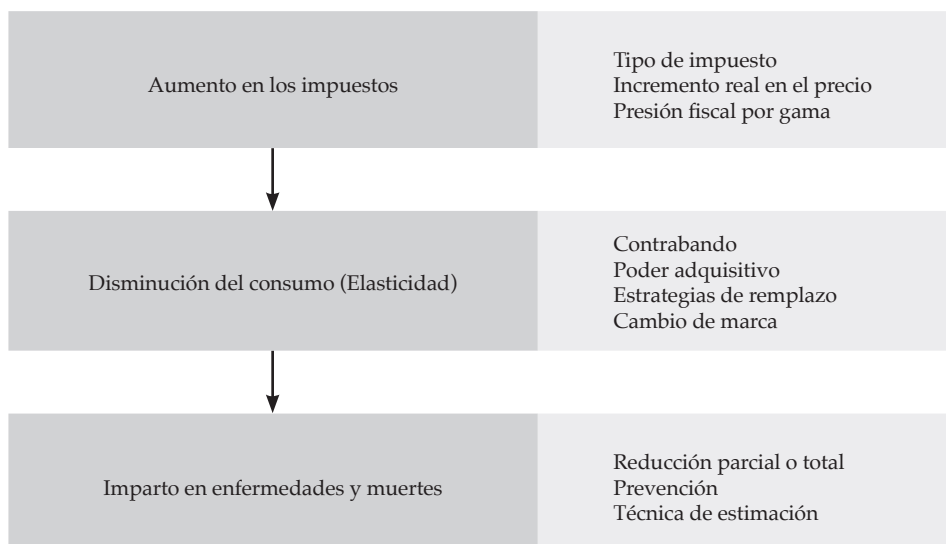 Aumento en los impuestos
Tipo de impuesto
Incremento real en el precio
Presión fiscal por gama
Disminución del consumo (Elasticidad)
Contrabando
Poder adquisitivo
Estrategias de remplazo
Cambio de marca
Imparto en enfermedades y muertes
Reducción parcial o total
Prevención
Técnica de estimación